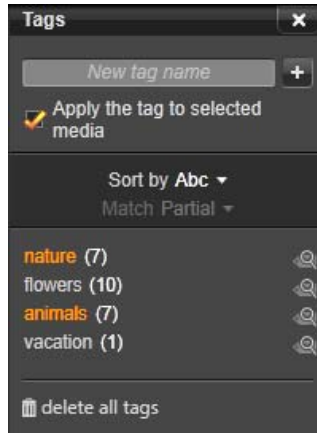 Tags
New tag name
Apply the tag to selected
media
Sort by Abc
Match Partial
nature (7)
flowers (10)
animals (7)
vacation (1)
delete all tags